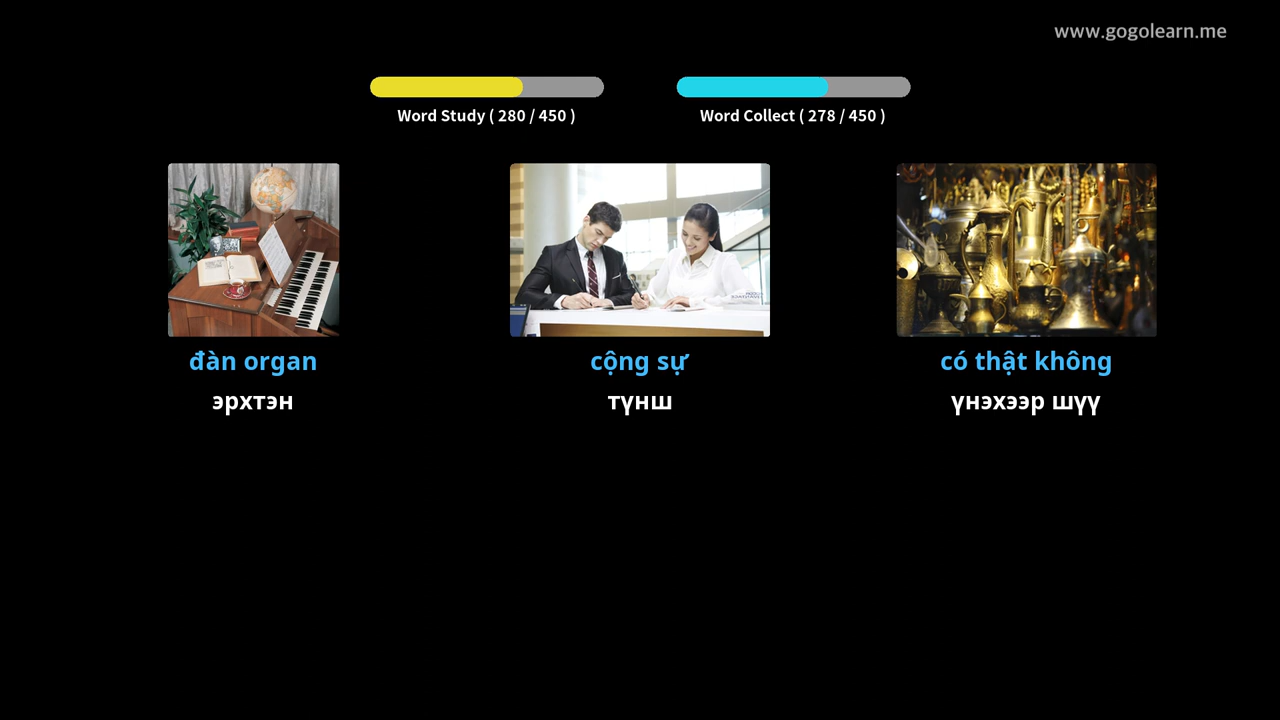 www.gogolearn.me
Word Study ( 280 / 450 )
Word Collect ( 278 / 450 )
đàn organ
cộng sự
có thật không
эрхтэн
түнш
үнэхээр шүү